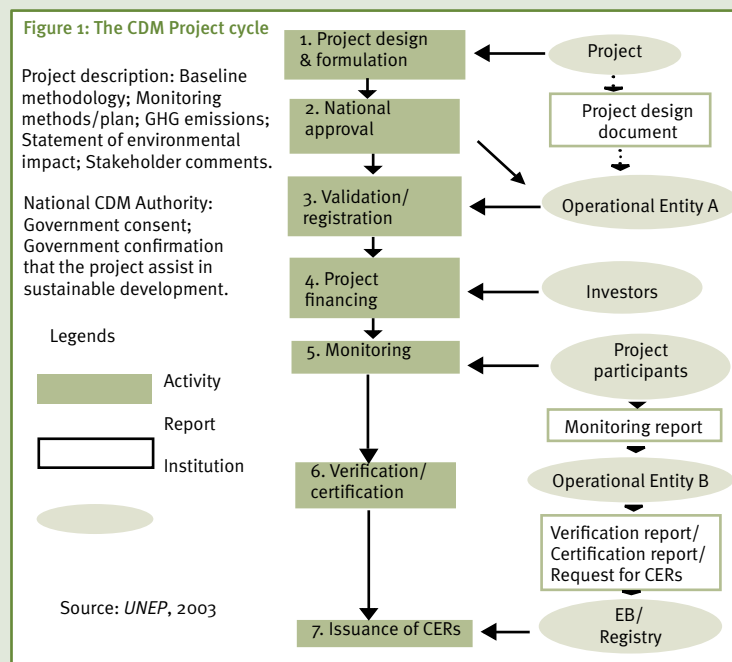 Figure 1: The CDM Project cycle
Project description: Baseline
methodology; Monitoring
methods/plan; GHG emissions;
Statement of environmental
impact; Stakeholder comments.
National CDM Authority:
Government consent;
Government confirmation
that the project assist in
sustainable development.
Legends
Activity
Report
Institution
Source: UNEP, 2003
1. Project design
& formulation
2. National
approval
3. Validation/
registration
4. Project
financing
5. Monitoring
6. Verification/
certification
7. Issuance of CERs
Project
Project design
document
Operational Entity A
Investors
Project
participants
Monitoring report
Operational Entity B
Verification report/
Certification report/
Request for CERs
EB/
Registry